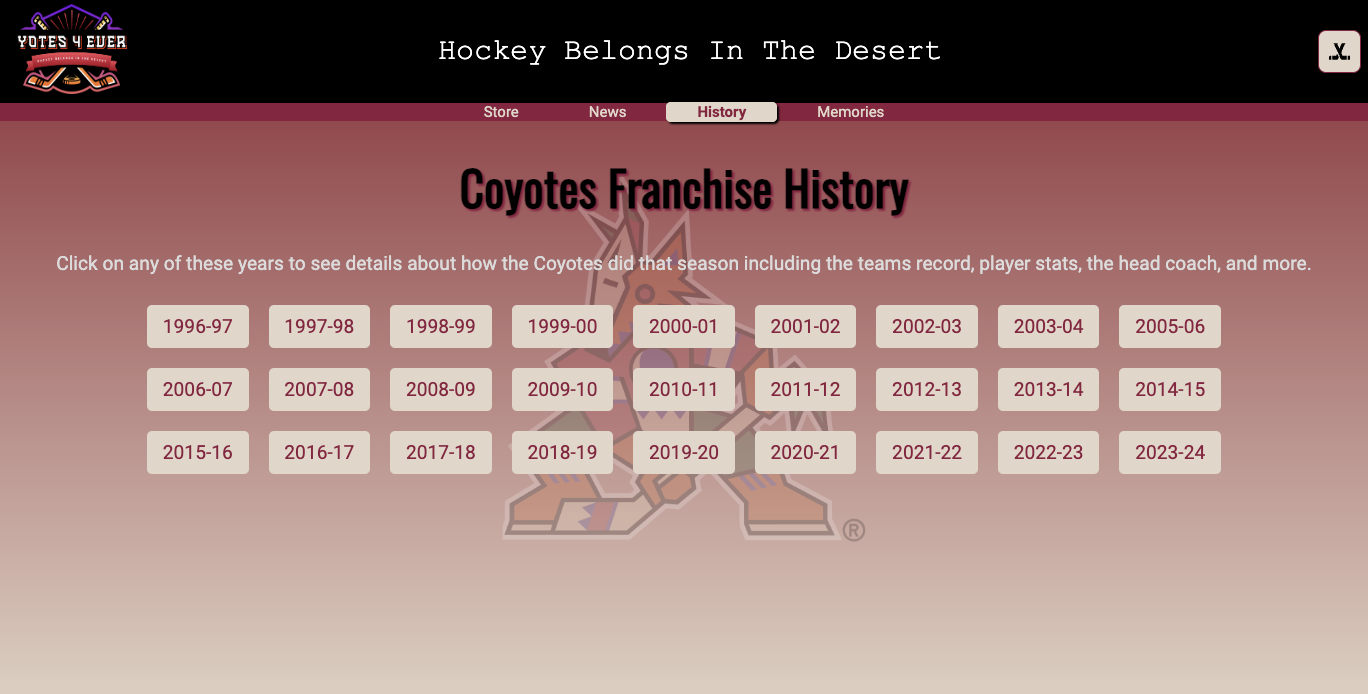 YOTES 4 EVER
HOCKEY BELONGS IN THE DESERT
Hockey Belongs In The Desert
Store News History Memories
Coyotes Franchise History
Click on any of these years to see details about how the Coyotes did that season including the teams record, player stats, the head coach, and more.
1996-97 1997-98 1998-99 1999-00 2000-01 2001-02 2002-03 2003-04 2005-06
2006-07 2007-08 2008-09 2009-10 2010-11 2011-12 2012-13 2013-14 2014-15
2015-16 2016-17 2017-18 2018-19 2019-20 2020-21 2021-22 2022-23 2023-24
®